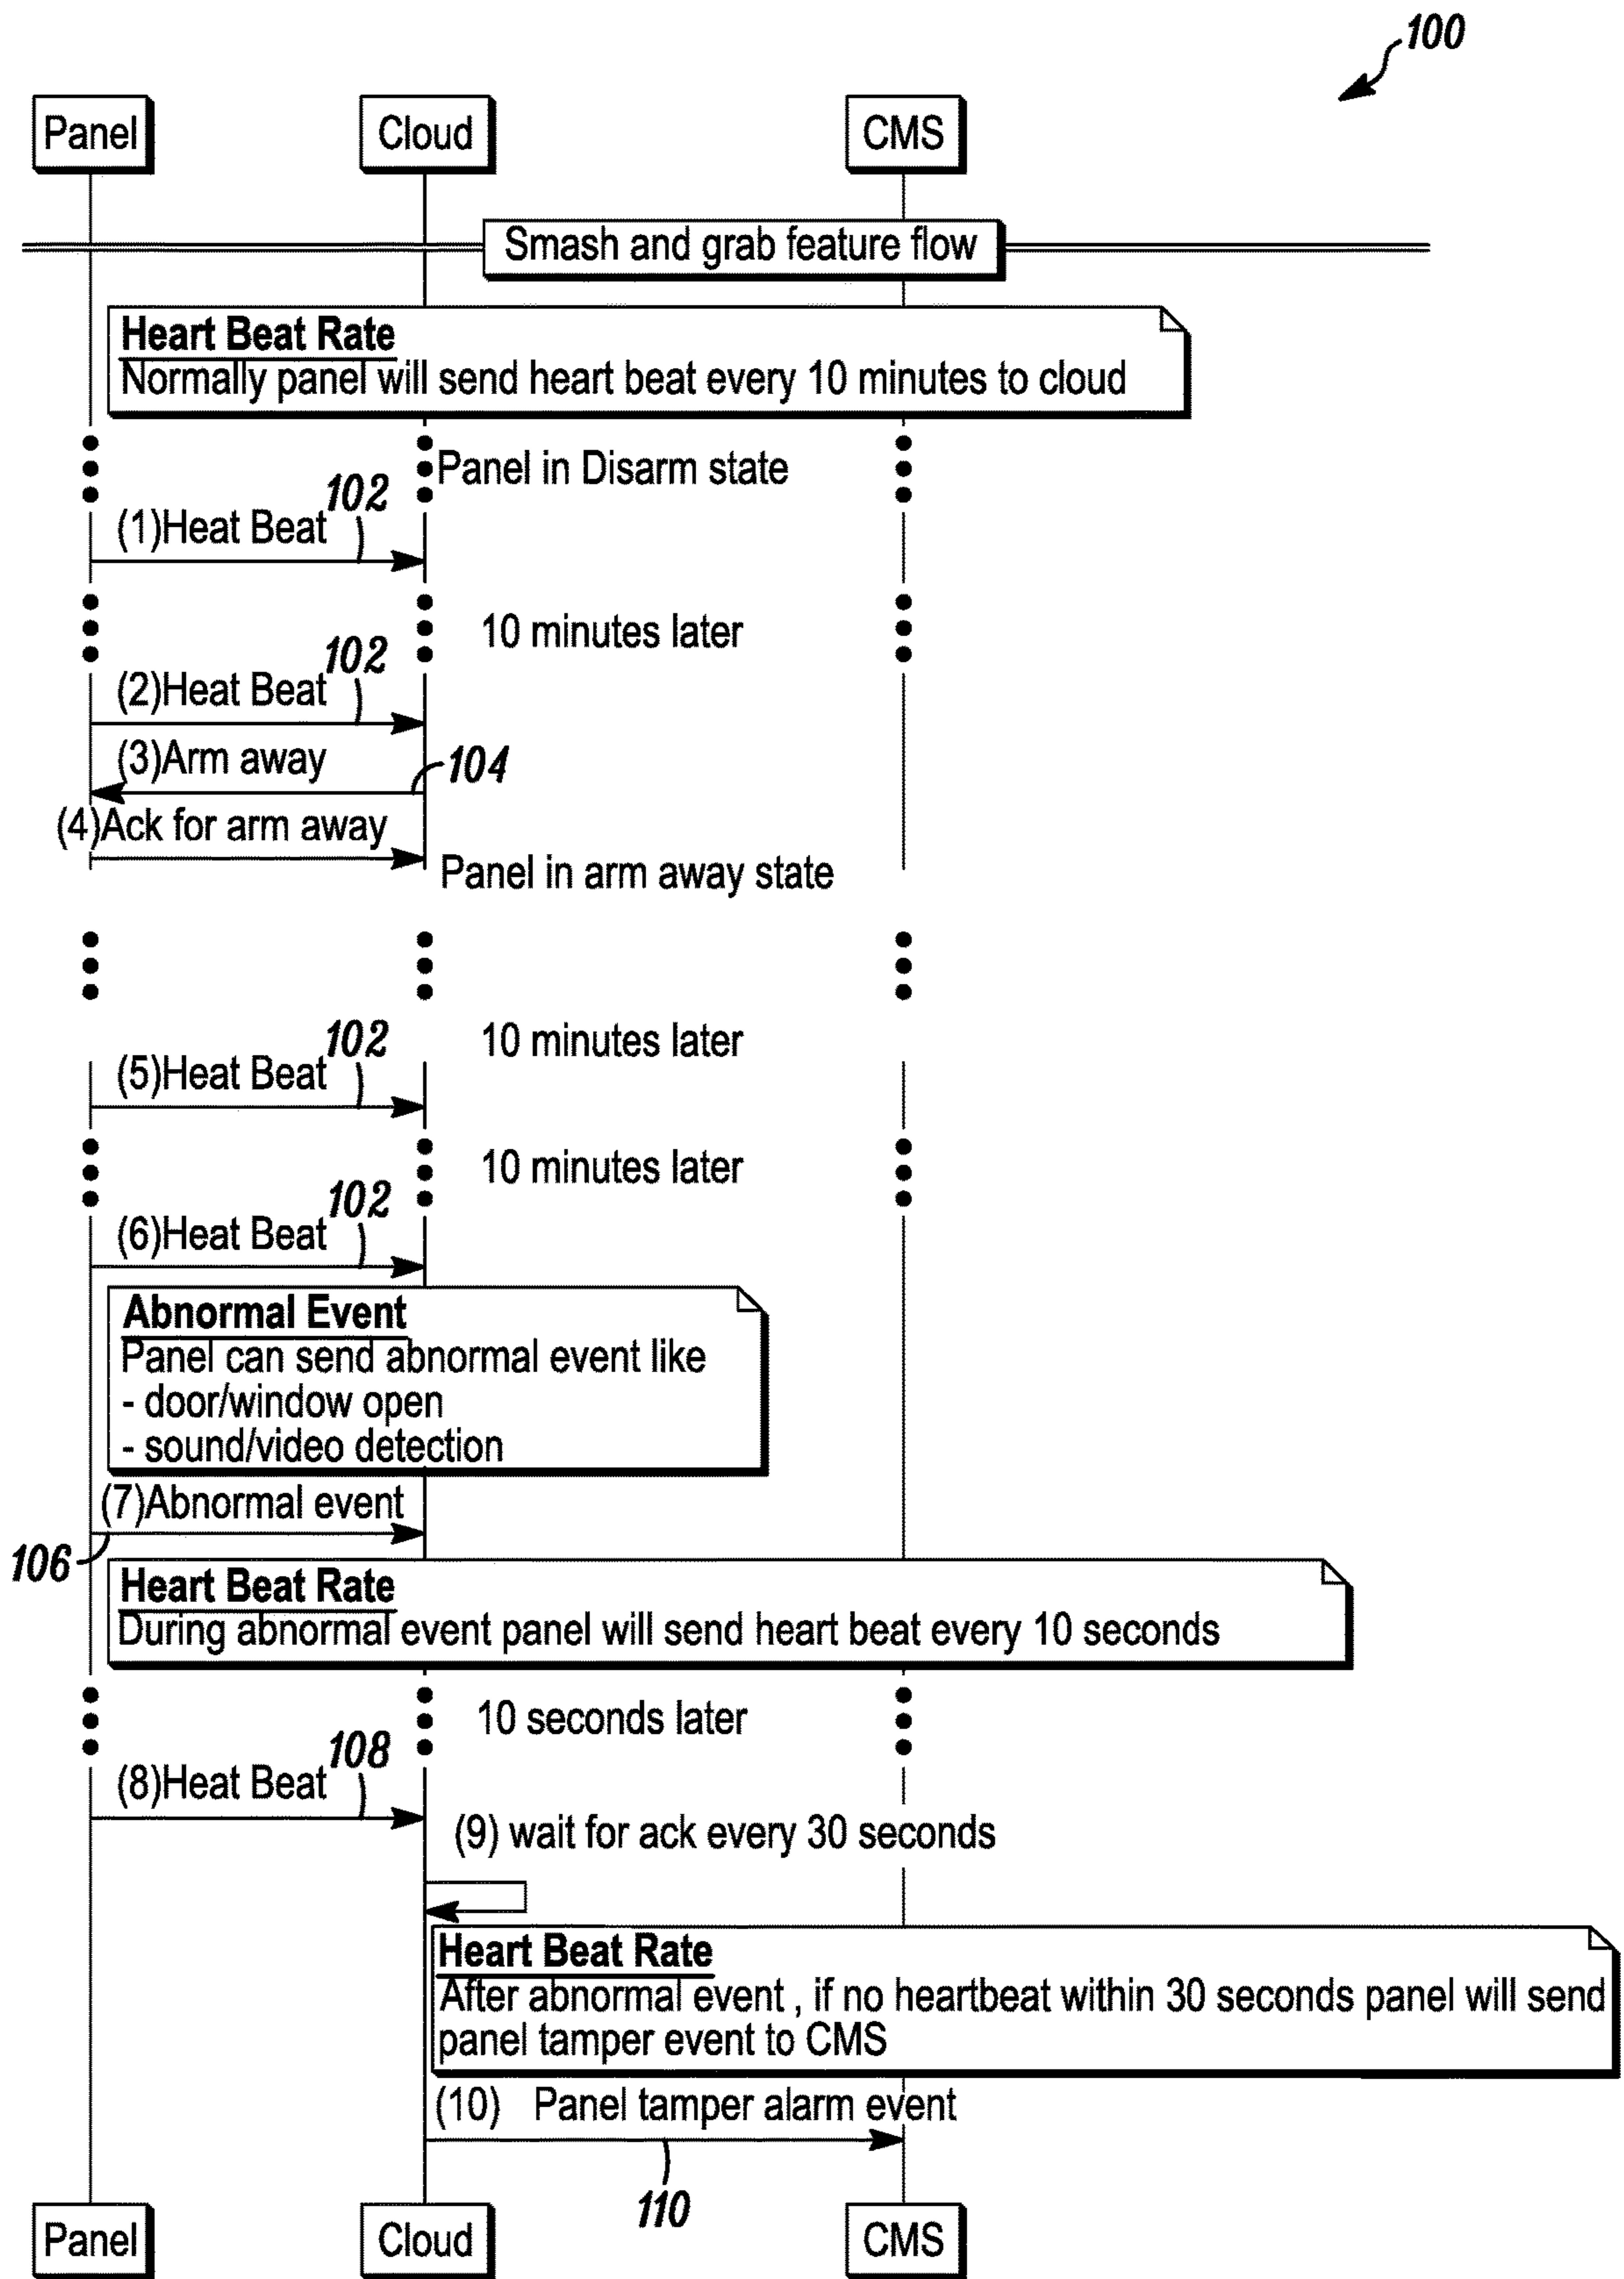 100
Panel
Cloud
CMS
Smash and grab feature flow
Heart Beat Rate
Normally panel will send heart beat every 10 minutes to cloud
Panel in Disarm state
102
(1)Heat Beat
10 minutes later
102
(2)Heat Beat
(3)Arm away
104
(4)Ack for arm away
Panel in arm away state
10 minutes later
102
(5)Heat Beat
10 minutes later
102
(6)Heat Beat
Abnormal Event
Panel can send abnormal event like
- door/window open
- sound/video detection
(7)Abnormal event
106
Heart Beat Rate
During abnormal event panel will send heart beat every 10 seconds
10 seconds later
108
(8)Heat Beat
(9) wait for ack every 30 seconds
Heart Beat Rate
After abnormal event , if no heartbeat within 30 seconds panel will send
panel tamper event to CMS
(10) Panel tamper alarm event
110
Panel
Cloud
CMS